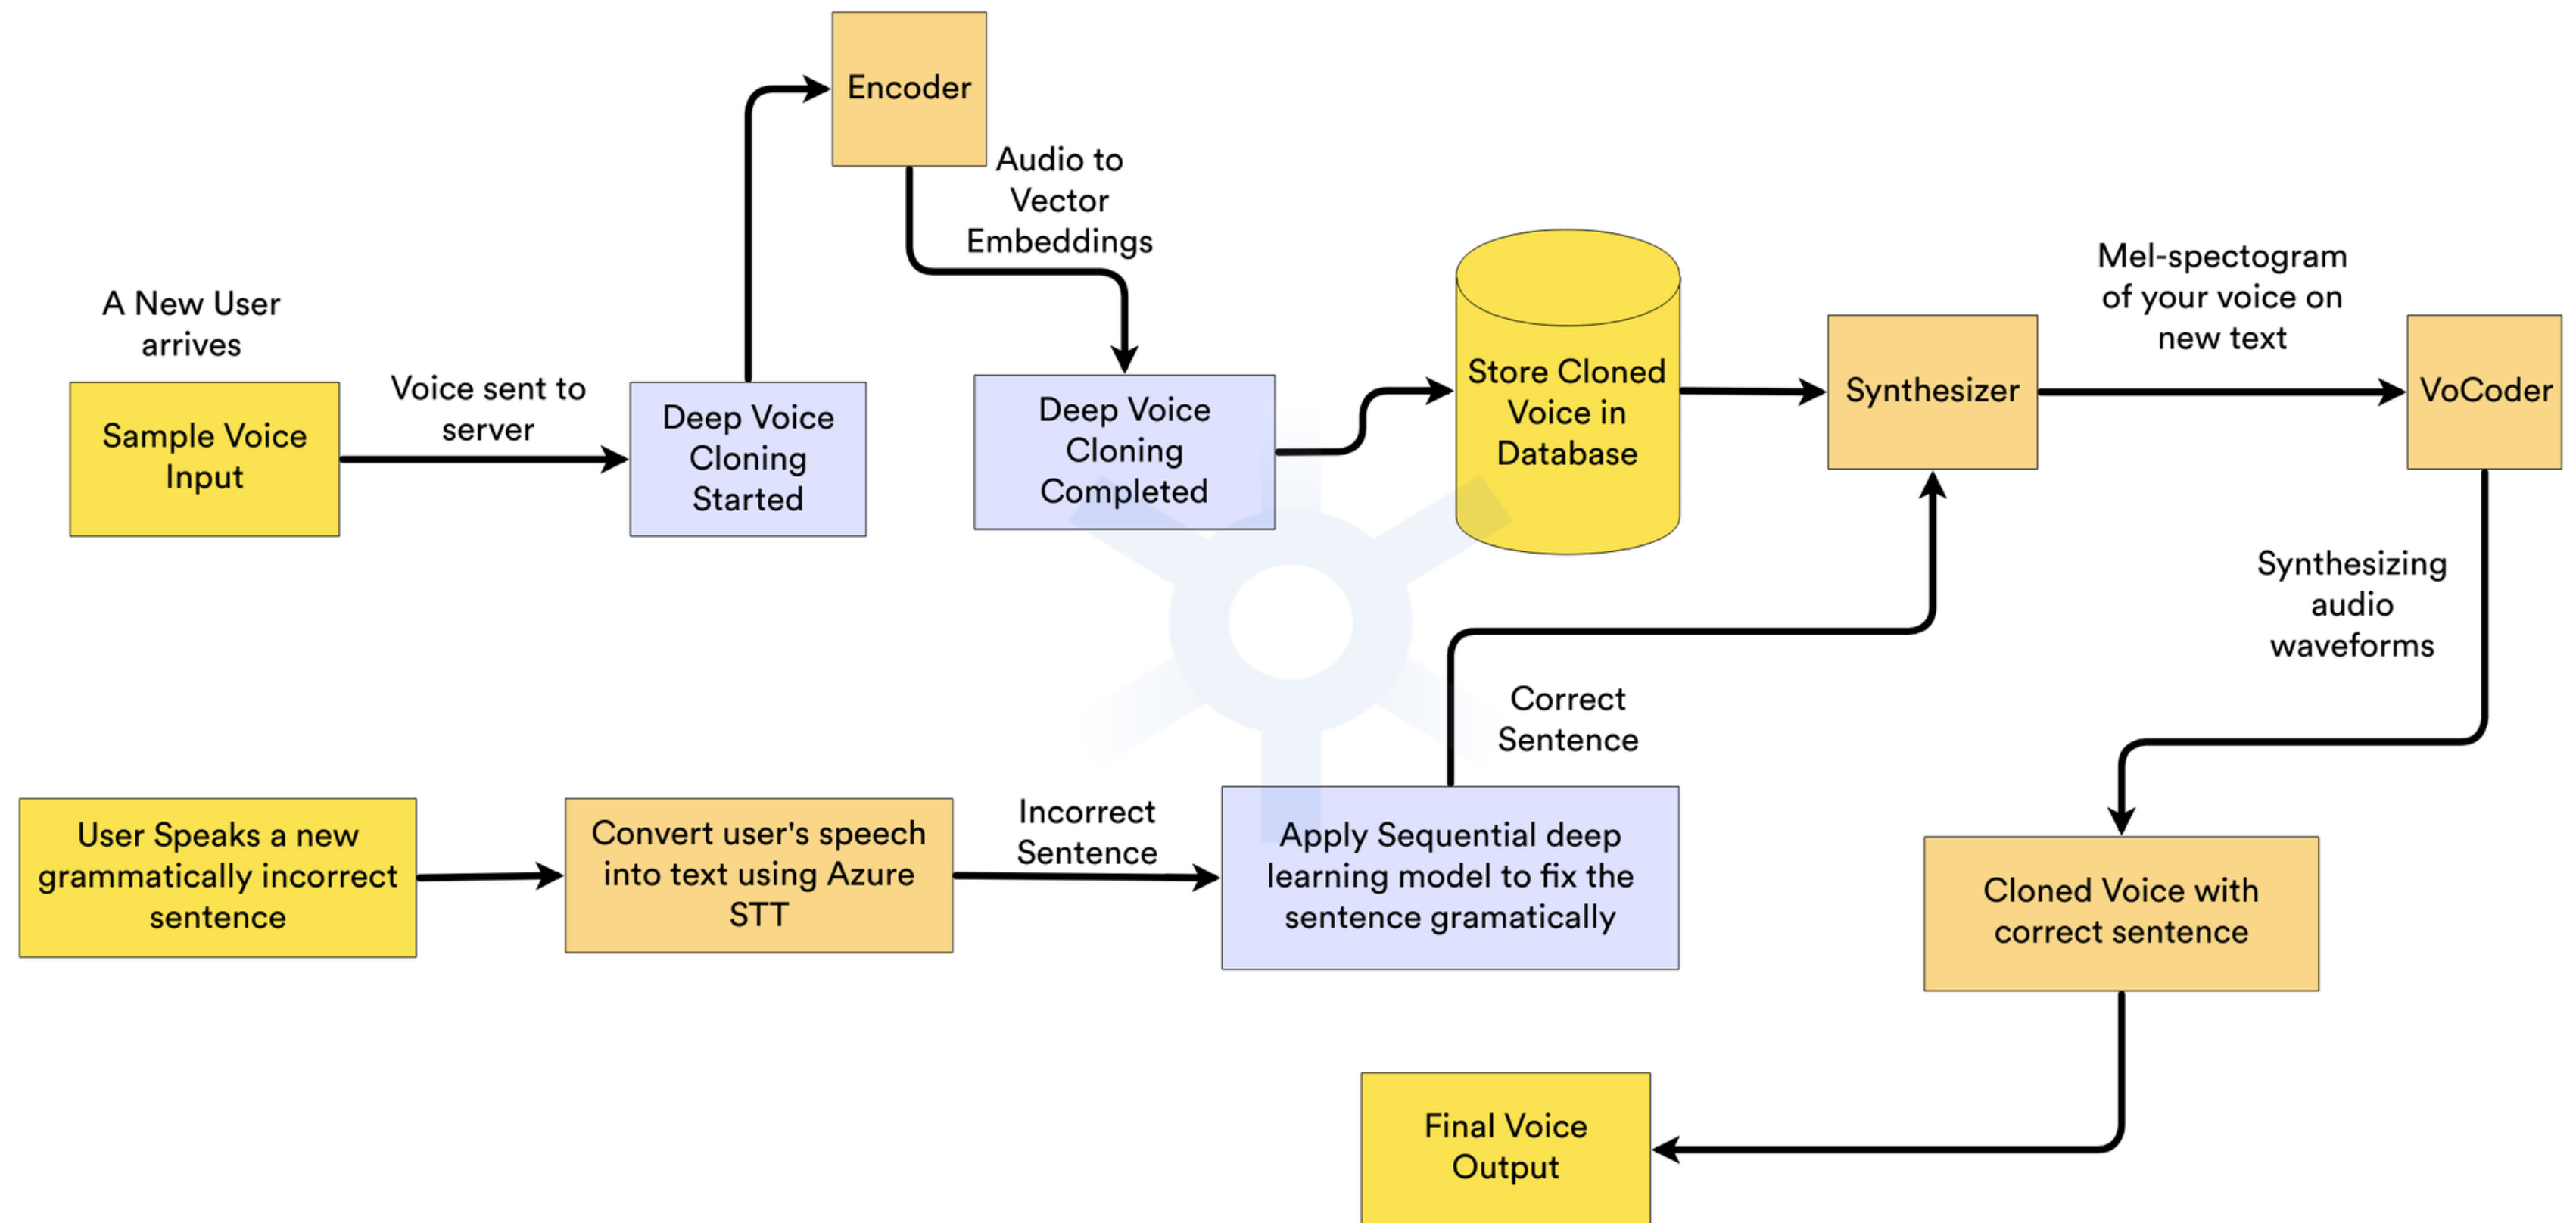 Encoder
Audio to
Vector
Embeddings
A New User
arrives
Voice sent to
server
Sample Voice
Input
Deep Voice
Cloning
Started
Deep Voice
Cloning
Completed
Store Cloned
Voice in
Database
Synthesizer
Mel-spectogram
of your voice on
new text
VoCoder
Synthesizing
audio
waveforms
Correct
Sentence
User Speaks a new
grammatically incorrect
sentence
Convert user's speech
into text using Azure
STT
Incorrect
Sentence
Apply Sequential deep
learning model to fix the
sentence gramatically
Cloned Voice with
correct sentence
Final Voice
Output